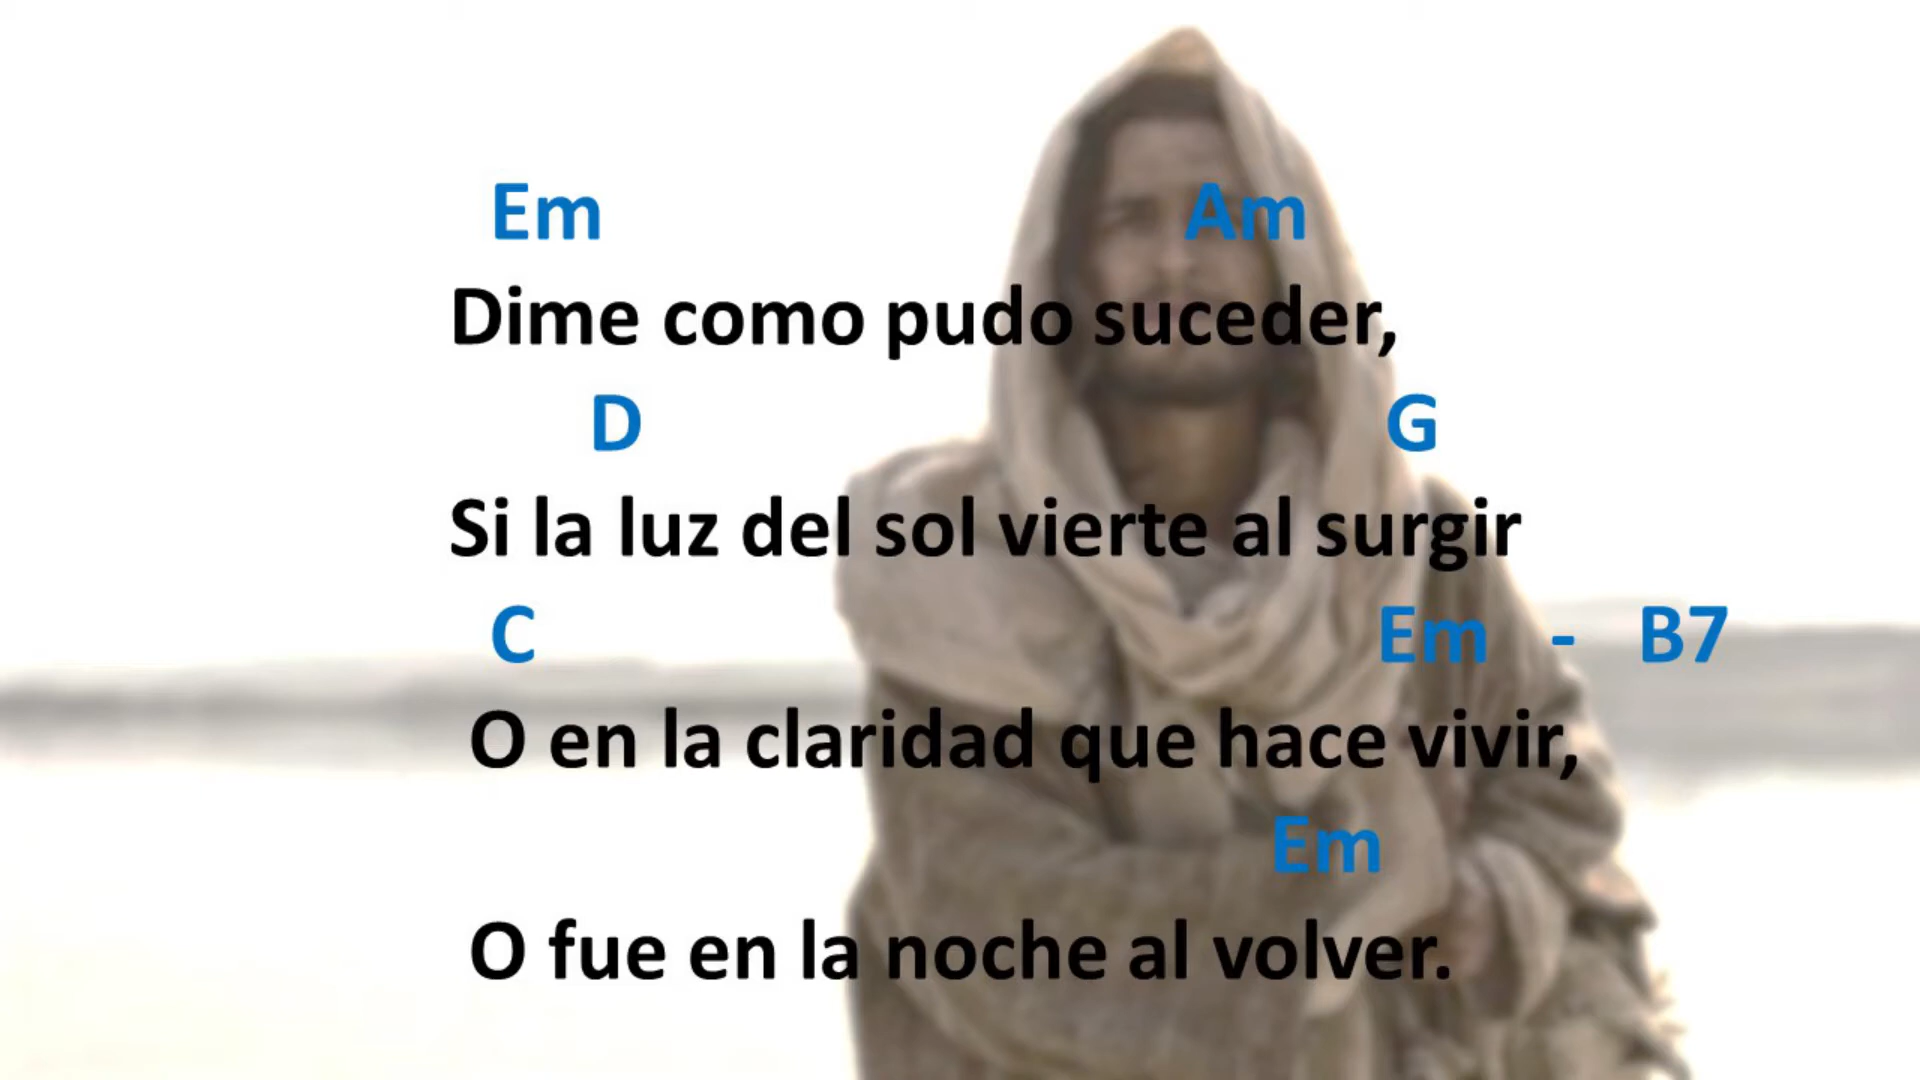 Em Am
Dime como pudo suceder,
D G
Si la luz del sol vierte al surgir
C Em - B7
O en la claridad que hace vivir,
Em
O fue en la noche al volver.